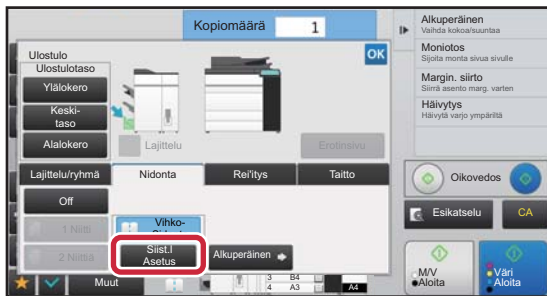 Kopiomäärä 1
Ulostulo
OK
Ulostulotaso
Ylälokero
Keski-
taso
Alalokero
Lajittelu
Erotinsivu
Lajittelu/ryhmä
Nidonta
Rei'itys
Taitto
Off
1 Niitti
2 Niittiä
Vihko-
Siist.l
Asetus
Alkuperäinen
Muut
3 B4
4 A3
A4
Alkuperäinen
Vaihda kokoa/suuntaa
Moniotos
Sijoita monta sivua sivulle
Margin. siirto
Siirrä asento marg. varten
Häivytys
Häivytä varjo ympäriltä
Oikovedos
Esikatselu
CA
M/V
Aloita
Väri
Aloita